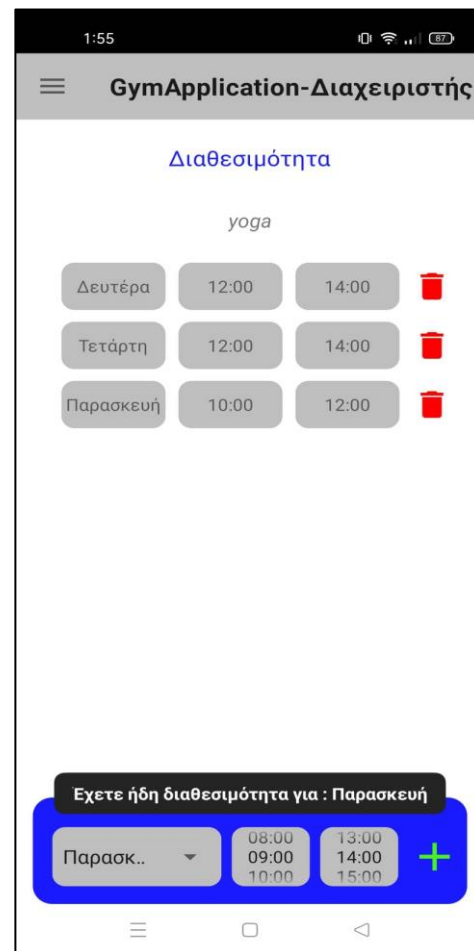 1:55 87
GymApplication-Διαχειριστής
Διαθεσιμότητα
yoga
Δευτέρα 12:00 14:00
Τετάρτη 12:00 14:00
Παρασκευή 10:00 12:00
Έχετε ήδη διαθεσιμότητα για : Παρασκευή
08:00 13:00
Παρασκ.. 09:00 14:00
10:00 15:00